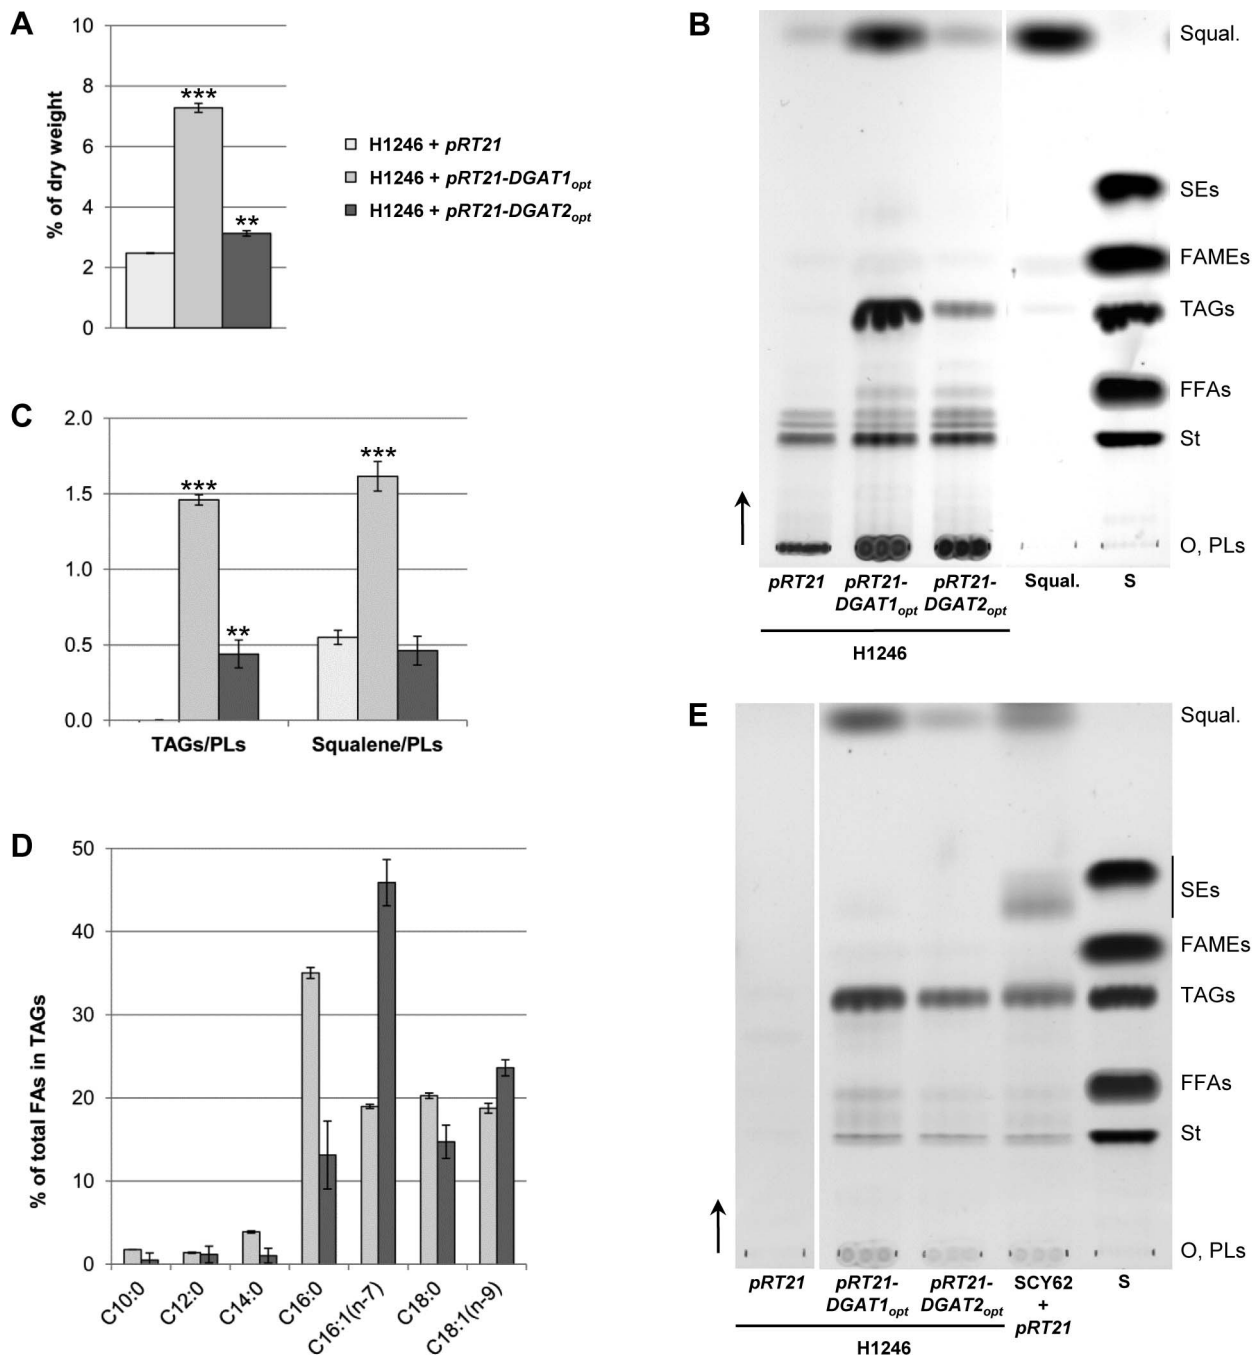 A
10
8
6
4
2
0
% of dry weight
***
**
H1246 + pRT21
H1246 + pRT21-DGAT1opt
H1246 + pRT21-DGAT2opt
B
Squal.
SEs
FAMEs
TAGs
FFAs
St
O, PLs
pRT21
pRT21-
DGAT1opt
pRT21-
DGAT2opt
Squal.
S
H1246
C
2.0
1.5
1.0
0.5
0.0
***
**
***
TAGs/PLs
Squalene/PLs
D
50
40
30
20
10
0
% of total FAs in TAGs
C10:0
C12:0
C14:0
C16:0
C16:1(n-7)
C18:0
C18:1(n-9)
E
Squal.
SEs
FAMEs
TAGs
FFAs
St
O, PLs
pRT21
pRT21-
DGAT1opt
pRT21-
DGAT2opt
SCY62
+
pRT21
S
H1246